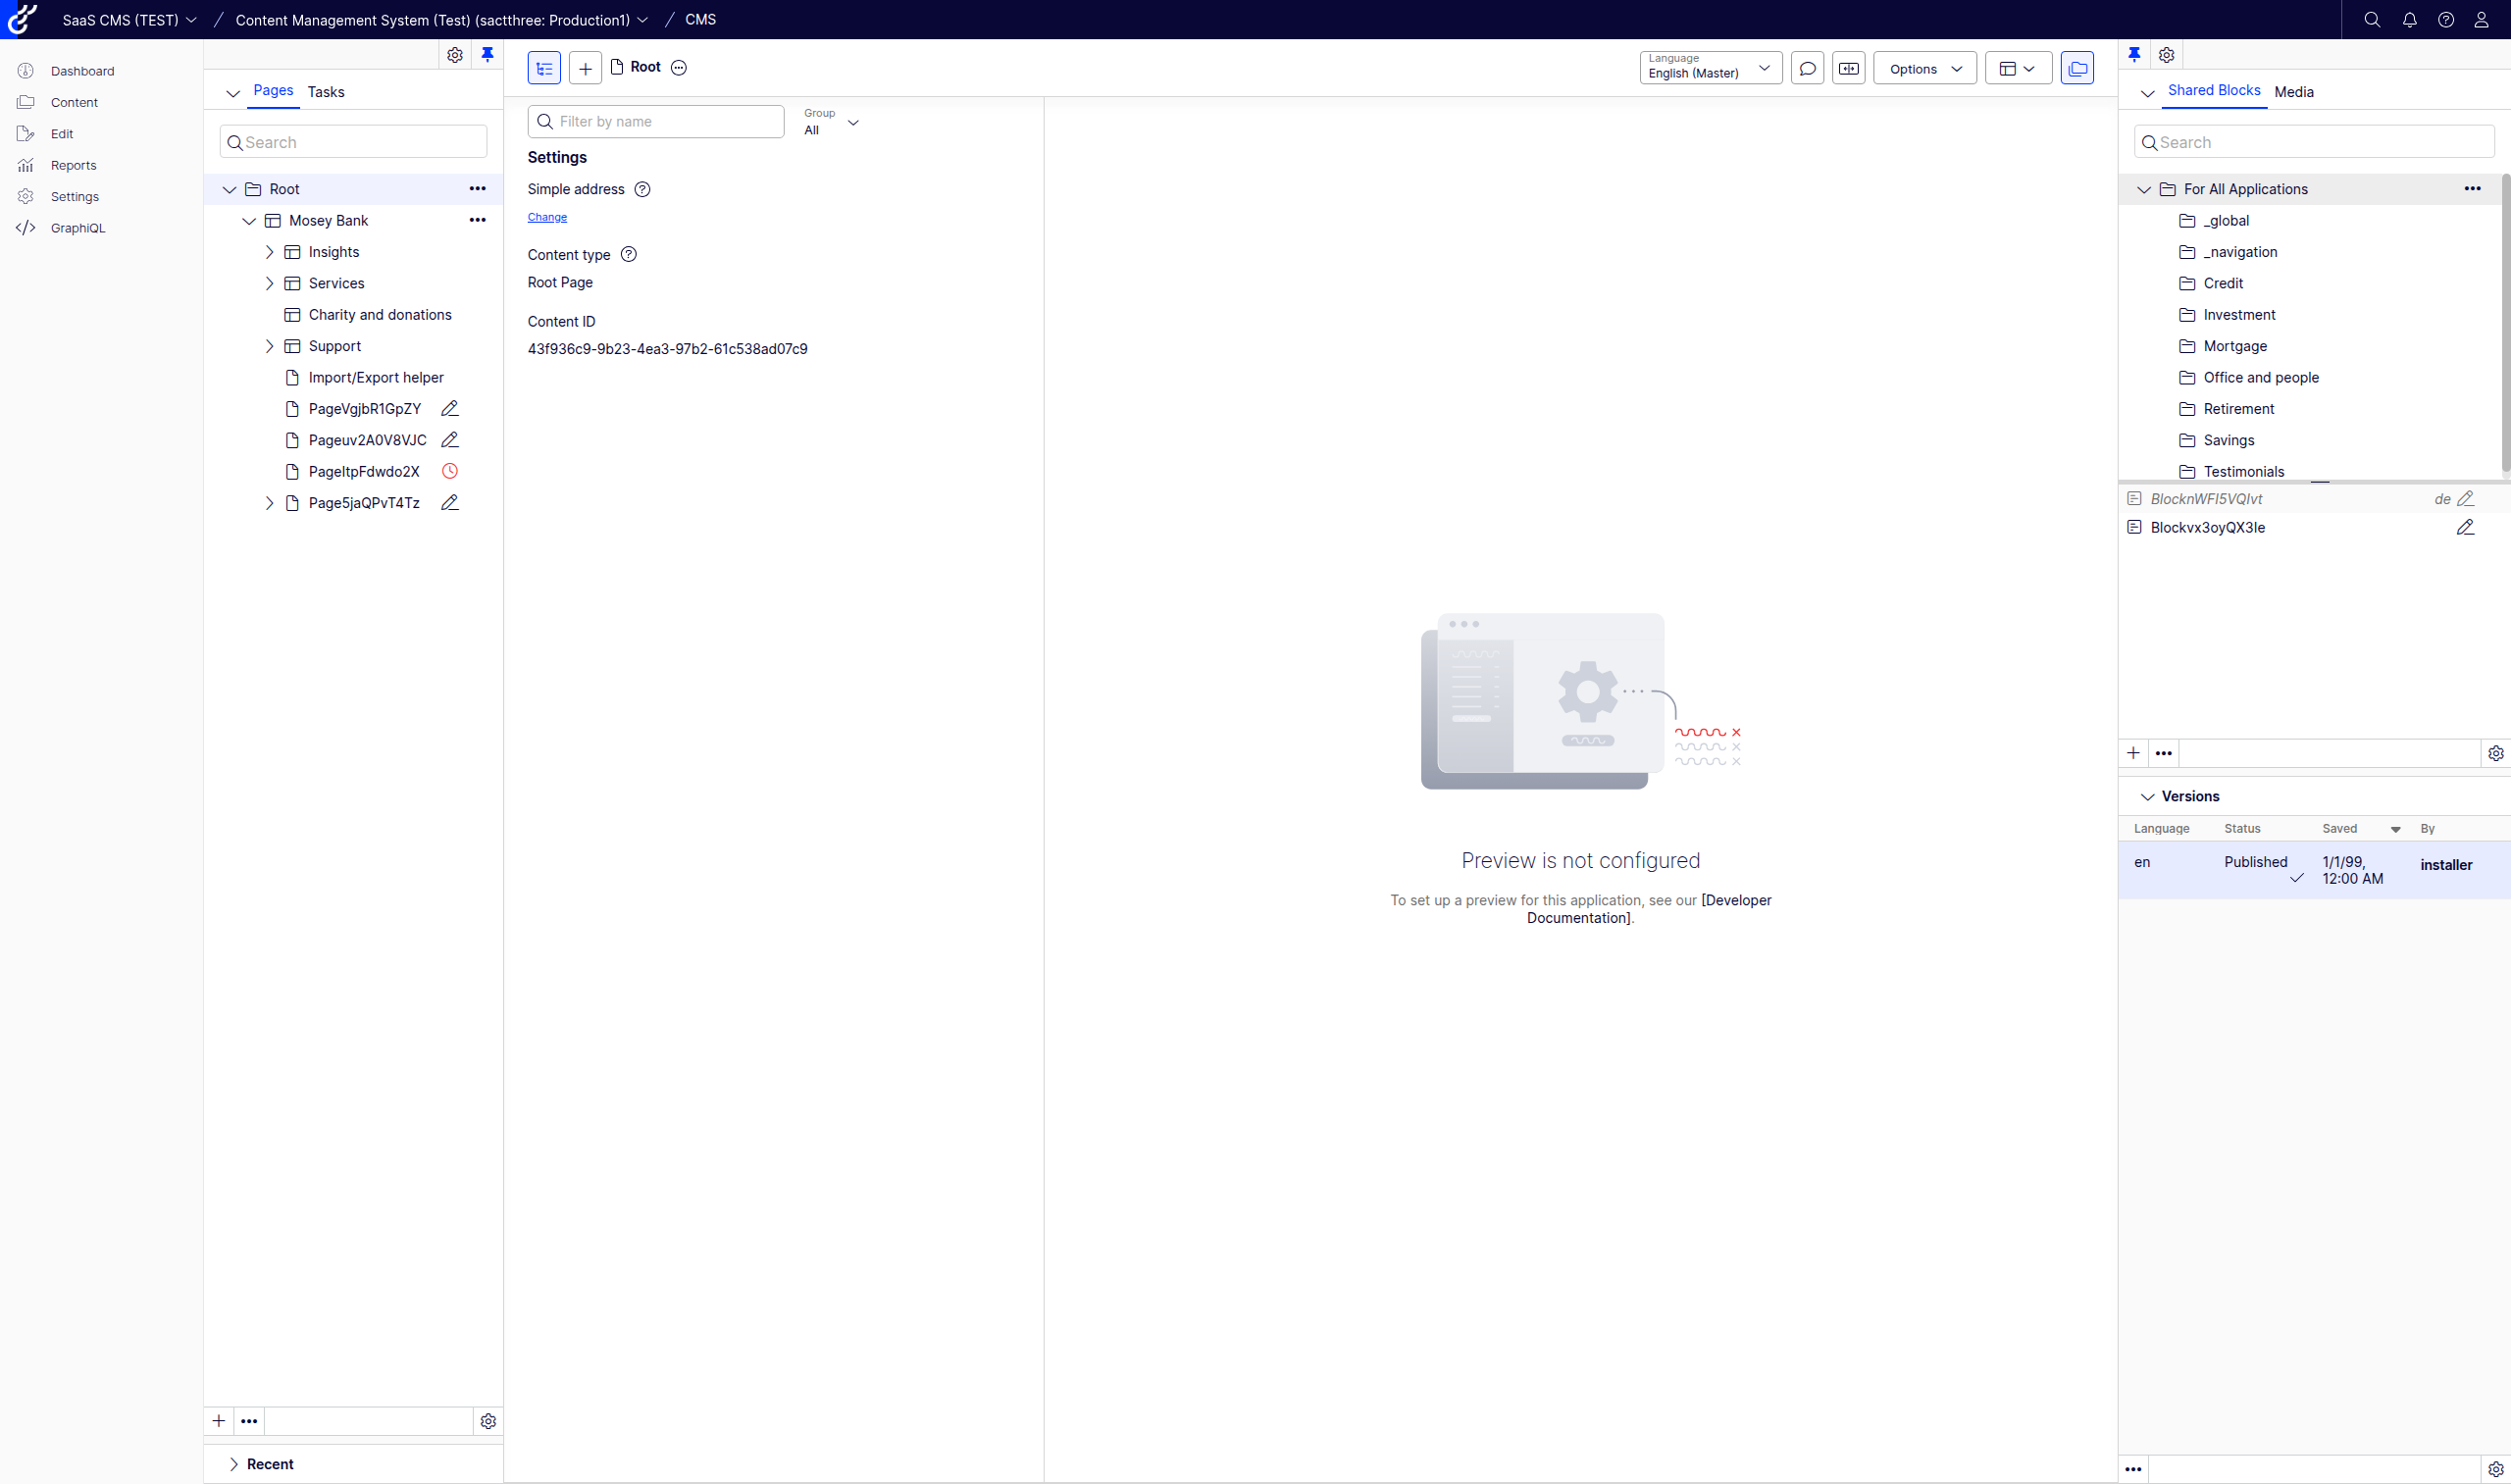 SaaS CMS (TEST) / Content Management System (Test) (sactthree: Production1) / CMS
Dashboard
Content
Edit
Reports
Settings
GraphiQL
Pages Tasks
Search
Root
Mosey Bank
Insights
Services
Charity and donations
Support
Import/Export helper
PageVgjbR1GpZY
Pageuv2A0V8VJC
PageItpFdwdo2X
Page5jaQPvT4Tz
Recent
Root
Language
English (Master)
Options
Filter by name
Group
All
Settings
Simple address
Change
Content type
Root Page
Content ID
43f936c9-9b23-4ea3-97b2-61c538ad07c9
Preview is not configured
To set up a preview for this application, see our [Developer
Documentation].
Shared Blocks Media
Search
For All Applications
_global
_navigation
Credit
Investment
Mortgage
Office and people
Retirement
Savings
Testimonials
BlocknWFI5VQIvt de
Blockvx3oyQX3Ie
Versions
Language Status Saved By
en Published 1/1/99, 12:00 AM installer